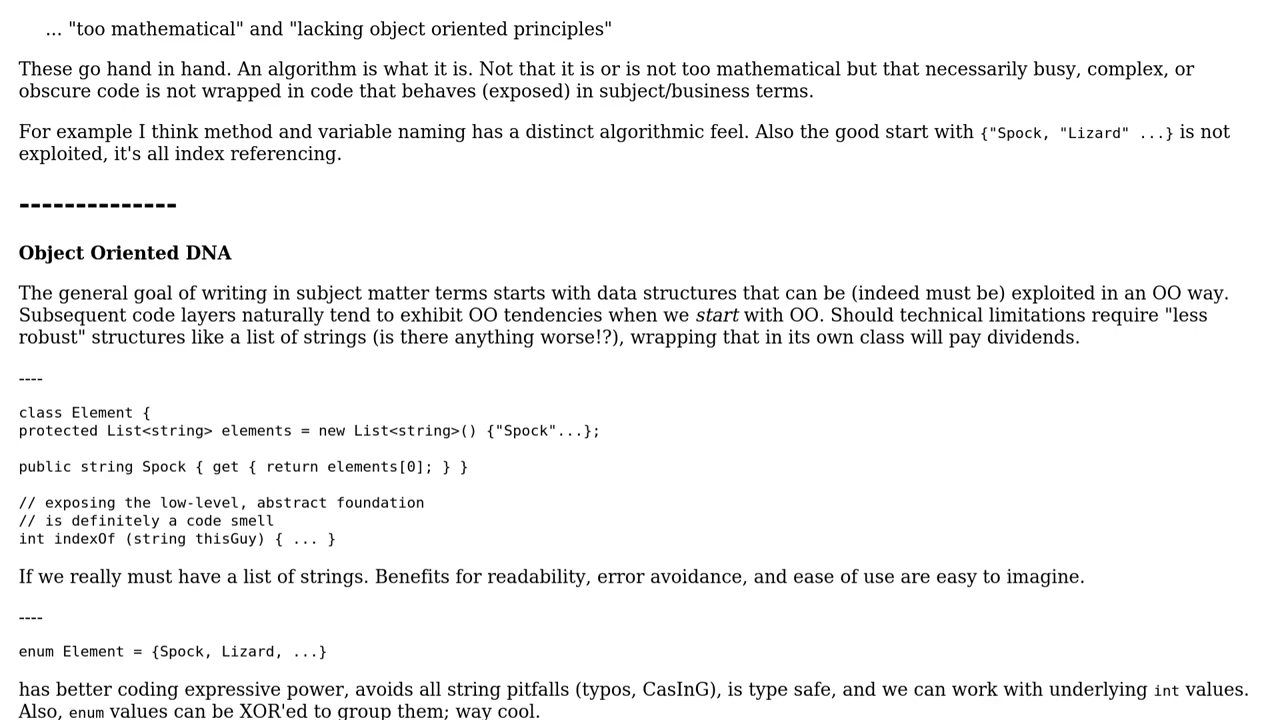 ... "too mathematical" and "lacking object oriented principles"
These go hand in hand. An algorithm is what it is. Not that it is or is not too mathematical but that necessarily busy, complex, or
obscure code is not wrapped in code that behaves (exposed) in subject/business terms.
For example I think method and variable naming has a distinct algorithmic feel. Also the good start with {"Spock, "Lizard" ...} is not
exploited, it's all index referencing.
--------------
Object Oriented DNA
The general goal of writing in subject matter terms starts with data structures that can be (indeed must be) exploited in an OO way.
Subsequent code layers naturally tend to exhibit OO tendencies when we start with OO. Should technical limitations require "less
robust" structures like a list of strings (is there anything worse!?), wrapping that in its own class will pay dividends.
----
class Element {
protected List<string> elements = new List<string>() {"Spock"...};
public string Spock { get { return elements[0]; } }
// exposing the low-level, abstract foundation
// is definitely a code smell
int indexOf (string thisGuy) { ... }
If we really must have a list of strings. Benefits for readability, error avoidance, and ease of use are easy to imagine.
----
enum Element = {Spock, Lizard, ...}
has better coding expressive power, avoids all string pitfalls (typos, CasInG), is type safe, and we can work with underlying int values.
Also, enum values can be XOR'ed to group them; way cool.